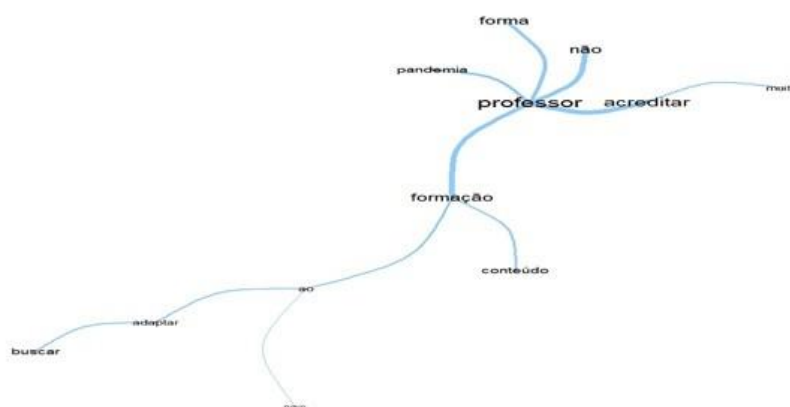 forma
não
pandemia
professor acreditar
formação
conteúdo
ao
adaptar
buscar